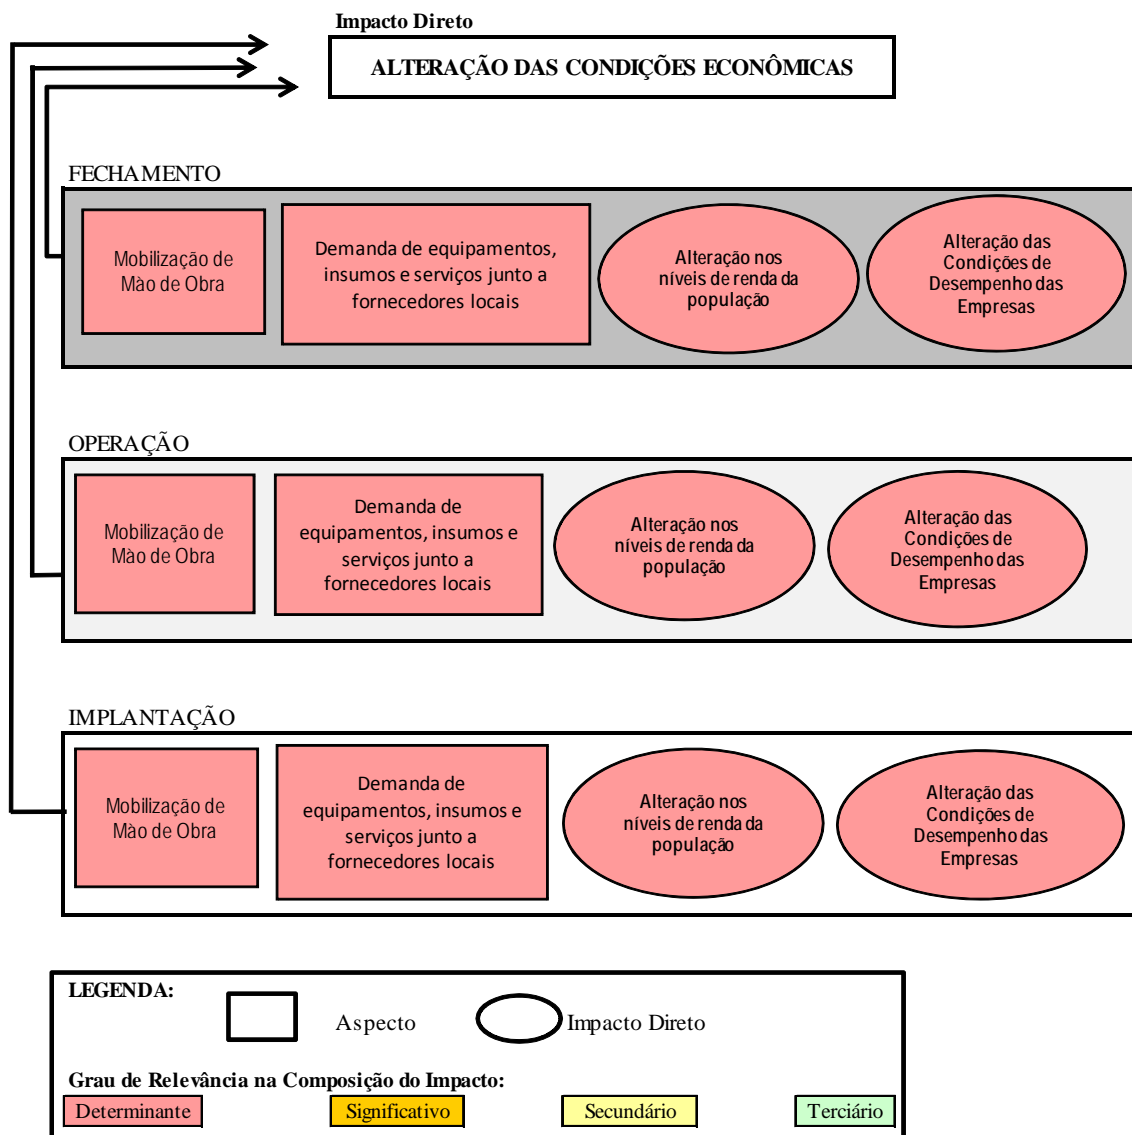 Impacto Direto
ALTERAÇÃO DAS CONDIÇÕES ECONÔMICAS
FECHAMENTO
Mobilização de
Mào de Obra
Demanda de equipamentos,
insumos e serviços junto a
fornecedores locais
Alteração nos
níveis de renda da
população
Alteração das
Condições de
Desempenho das
Empresas
OPERAÇÃO
Mobilização de
Mào de Obra
Demanda de
equipamentos, insumos e
serviços junto a
fornecedores locais
Alteração nos
níveis de renda da
população
Alteração das
Condições de
Desempenho das
Empresas
IMPLANTAÇÃO
Mobilização de
Mào de Obra
Demanda de
equipamentos, insumos e
serviços junto a
fornecedores locais
Alteração nos
níveis de renda da
população
Alteração das
Condições de
Desempenho das
Empresas
LEGENDA:
Aspecto
Impacto Direto
Grau de Relevância na Composição do Impacto:
Determinante
Significativo
Secundário
Terciário